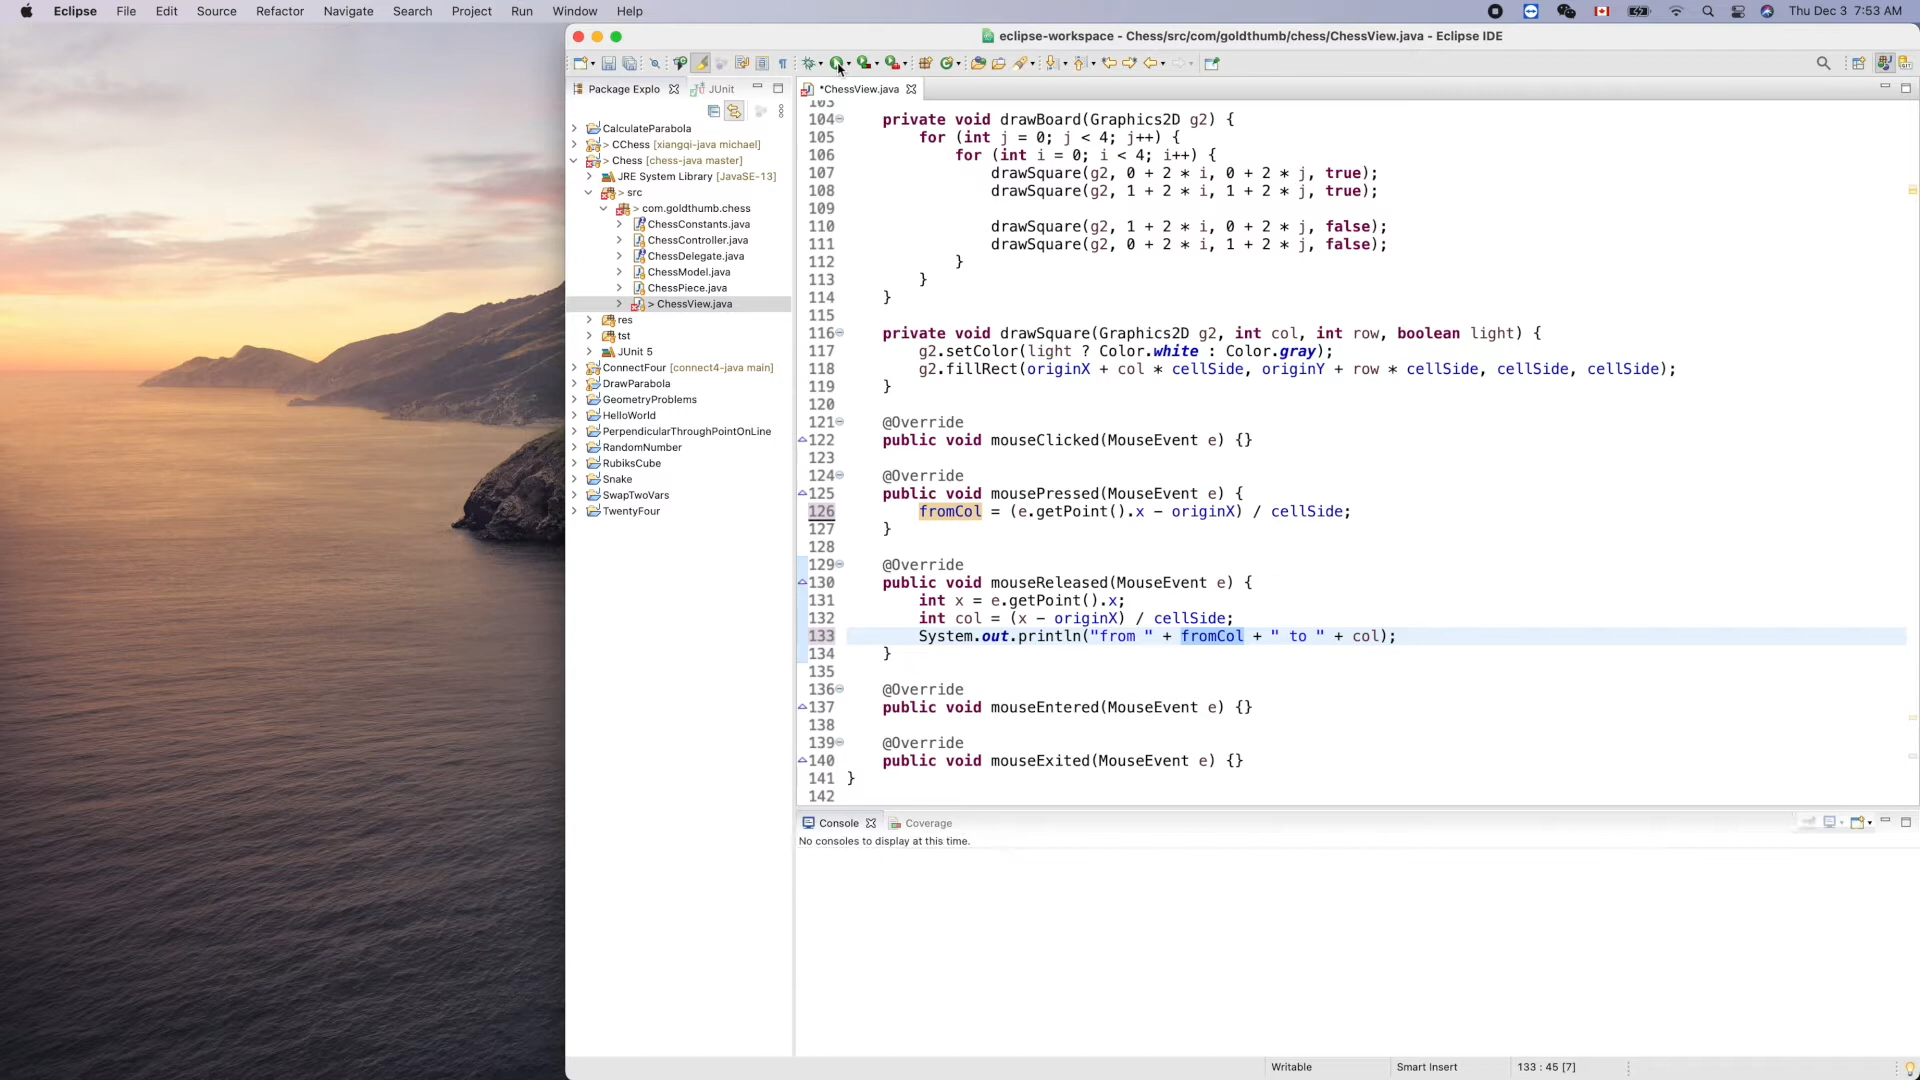 Eclipse File Edit Source Refactor Navigate Search Project Run Window Help Thu Dec 3 7:53 AM
eclipse-workspace - Chess/src/com/goldthumb/chess/ChessView.java - Eclipse IDE
Package Explo JUnit
CalculateParabola
> CChess [xiangqi-java michael]
> Chess [chess-java master]
JRE System Library [JavaSE-13]
> src
> com.goldthumb.chess
ChessConstants.java
ChessController.java
ChessDelegate.java
ChessModel.java
ChessPiece.java
> ChessView.java
res
tst
JUnit 5
ConnectFour [connect4-java main]
DrawParabola
GeometryProblems
HelloWorld
PerpendicularThroughPointOnLine
RandomNumber
RubiksCube
Snake
SwapTwoVars
TwentyFour
*ChessView.java
103
104 private void drawBoard(Graphics2D g2) {
105 for (int j = 0; j < 4; j++) {
106 for (int i = 0; i < 4; i++) {
107 drawSquare(g2, 0 + 2 * i, 0 + 2 * j, true);
108 drawSquare(g2, 1 + 2 * i, 1 + 2 * j, true);
109
110 drawSquare(g2, 1 + 2 * i, 0 + 2 * j, false);
111 drawSquare(g2, 0 + 2 * i, 1 + 2 * j, false);
112 }
113 }
114 }
115
116 private void drawSquare(Graphics2D g2, int col, int row, boolean light) {
117 g2.setColor(light ? Color.white : Color.gray);
118 g2.fillRect(originX + col * cellSide, originY + row * cellSide, cellSide, cellSide);
119 }
120
121 @Override
122 public void mouseClicked(MouseEvent e) {}
123
124 @Override
125 public void mousePressed(MouseEvent e) {
126 fromCol = (e.getPoint().x - originX) / cellSide;
127 }
128
129 @Override
130 public void mouseReleased(MouseEvent e) {
131 int x = e.getPoint().x;
132 int col = (x - originX) / cellSide;
133 System.out.println("from " + fromCol + " to " + col);
134 }
135
136 @Override
137 public void mouseEntered(MouseEvent e) {}
138
139 @Override
140 public void mouseExited(MouseEvent e) {}
141 }
142
Console Coverage
No consoles to display at this time.
Writable Smart Insert 133 : 45 [7]